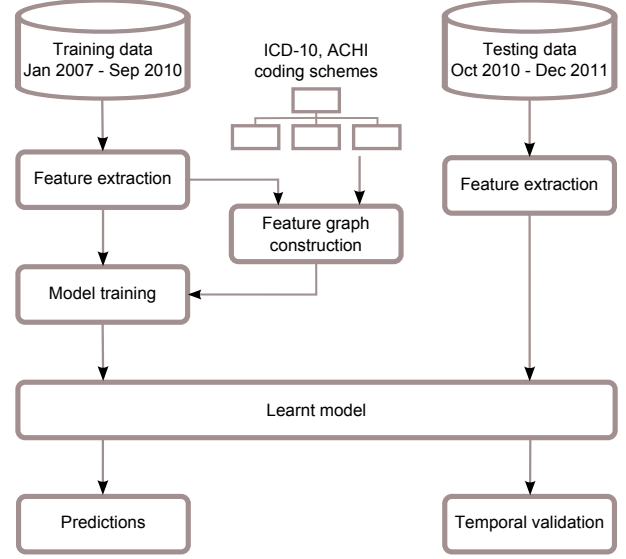 Training data
Jan 2007 - Sep 2010
ICD-10, ACHI
coding schemes
Testing data
Oct 2010 - Dec 2011
Feature extraction
Feature extraction
Feature graph
construction
Model training
Learnt model
Predictions
Temporal validation